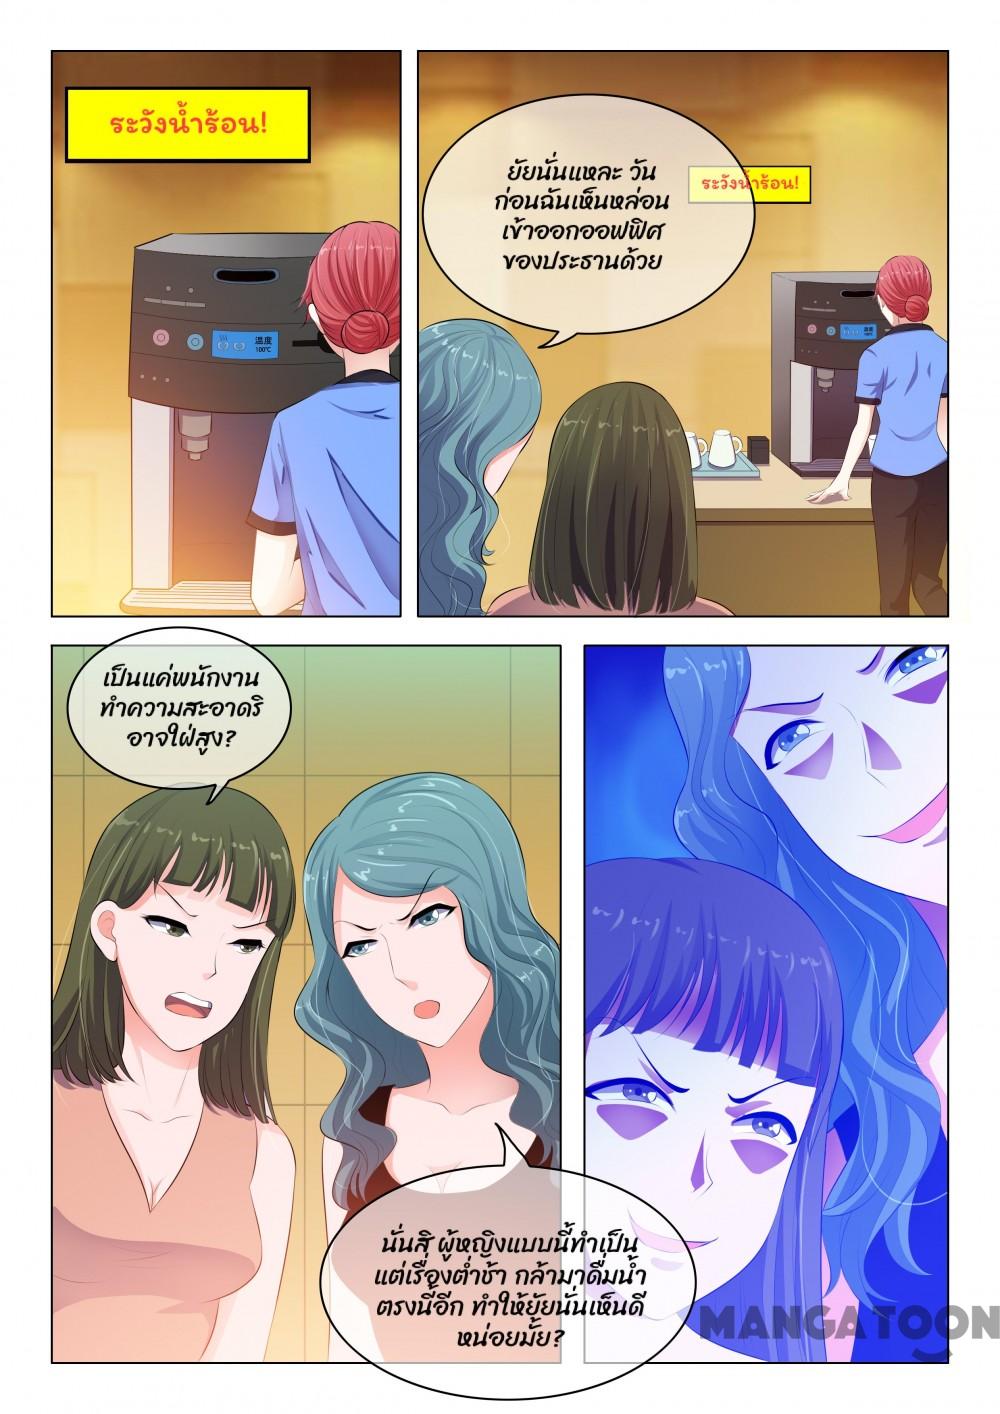 ระวังน้ำร้อน!
温度
100℃
ยัยนั่นแหละ วัน
ก่อนฉันเห็นหล่อน
เข้าออกออฟฟิศ
ของประธานด้วย
ระวังน้ำร้อน!
温度
100℃
เป็นแค่พนักงาน
ทำความสะอาดริ
อาจใฝ่สูง?
นั่นสิ ผู้หญิงแบบนี้ทำเป็น
แต่เรื่องต่ำช้า กล้ามาดื่มน้ำ
ตรงนี้อีก ทำให้ยัยนั่นเห็นดี
หน่อยมั้ย?
MANGATOON